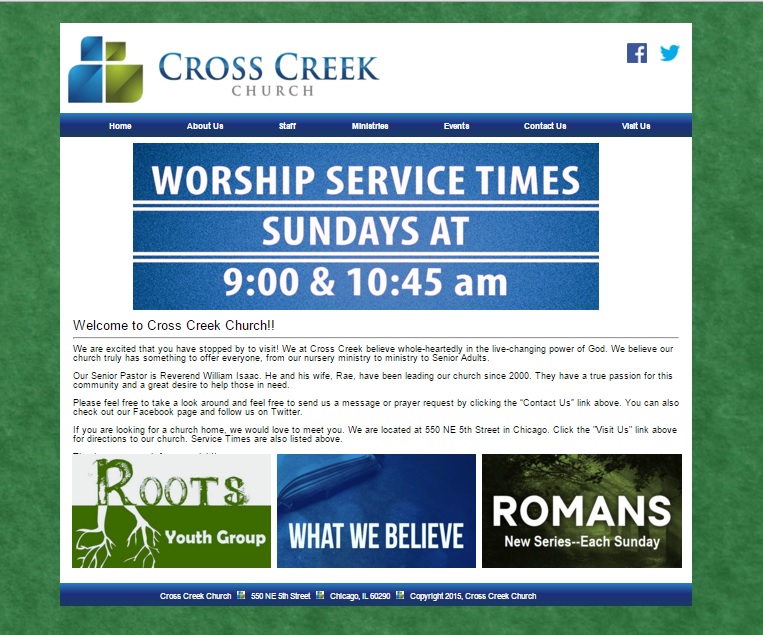 CROSS CREEK
CHURCH
Home About Us Staff Ministries Events Contact Us Visit Us
WORSHIP SERVICE TIMES
SUNDAYS AT
9:00 & 10:45 am
Welcome to Cross Creek Church!!
We are excited that you have stopped by to visit! We at Cross Creek believe whole-heartedly in the live-changing power of God. We believe our
church truly has something to offer everyone, from our nursery ministry to ministry to Senior Adults.
Our Senior Pastor is Reverend William Isaac. He and his wife, Rae, have been leading our church since 2000. They have a true passion for this
community and a great desire to help those in need.
Please feel free to take a look around and feel free to send us a message or prayer request by clicking the "Contact Us" link above. You can also
check out our Facebook page and follow us on Twitter.
If you are looking for a church home, we would love to meet you. We are located at 550 NE 5th Street in Chicago. Click the "Visit Us" link above
for directions to our church. Service Times are also listed above.
ROOTS
Youth Group
WHAT WE BELIEVE
ROMANS
New Series--Each Sunday
Cross Creek Church 550 NE 5th Street Chicago, IL 60290 Copyright 2015, Cross Creek Church